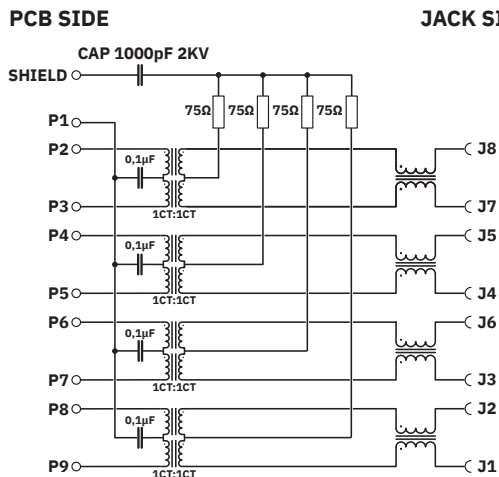 PCB SIDE
JACK SI
CAP 1000pF 2KV
SHIELD
75Ω 75Ω 75Ω 75Ω
P1
P2
0,1µF
J8
P3
1CT:1CT
J7
P4
0,1µF
J5
P5
1CT:1CT
J4
P6
0,1µF
J6
P7
1CT:1CT
J3
P8
0,1µF
J2
P9
1CT:1CT
J1